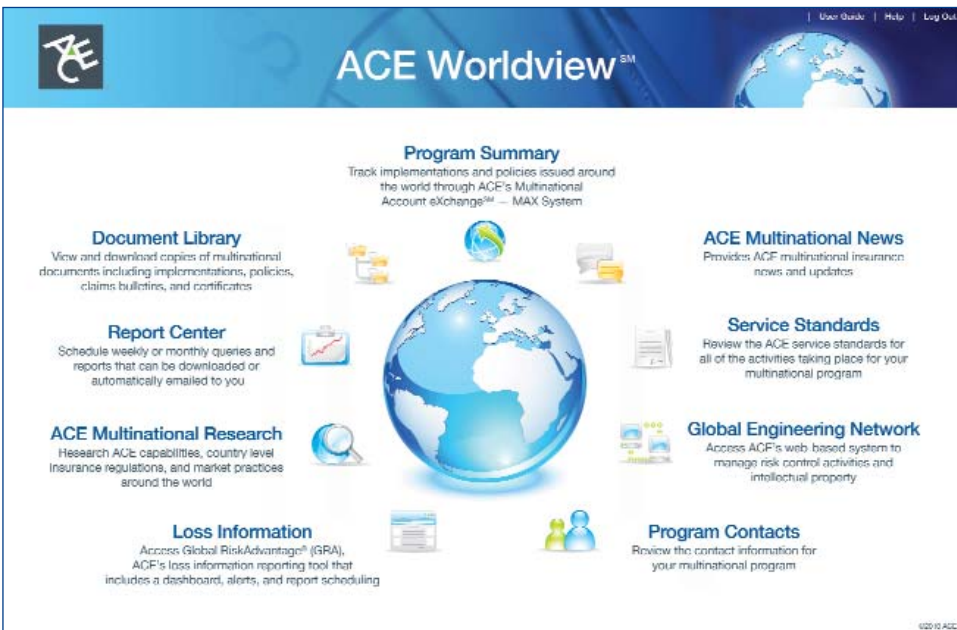 | User Guide | Help | Log Out
ACE
ACE Worldview℠
Program Summary
Track implementations and policies issued around
the world through ACE's Multinational
Account eXchange℠ — MAX System
Document Library
View and download copies of multinational
documents including implementations, policies,
claims bulletins, and certificates
ACE Multinational News
Provides ACE multinational insurance
news and updates
Report Center
Schedule weekly or monthly queries and
reports that can be downloaded or
automatically emailed to you
Service Standards
Review the ACE service standards for
all of the activities taking place for your
multinational program
ACE Multinational Research
Research ACE capabilities, country level
insurance regulations, and market practices
around the world
Global Engineering Network
Access ACE's web based system to
manage risk control activities and
intellectual property
Loss Information
Access Global RiskAdvantage® (GRA),
ACE's loss information reporting tool that
includes a dashboard, alerts, and report scheduling
Program Contacts
Review the contact information for
your multinational program
©2010 ACE